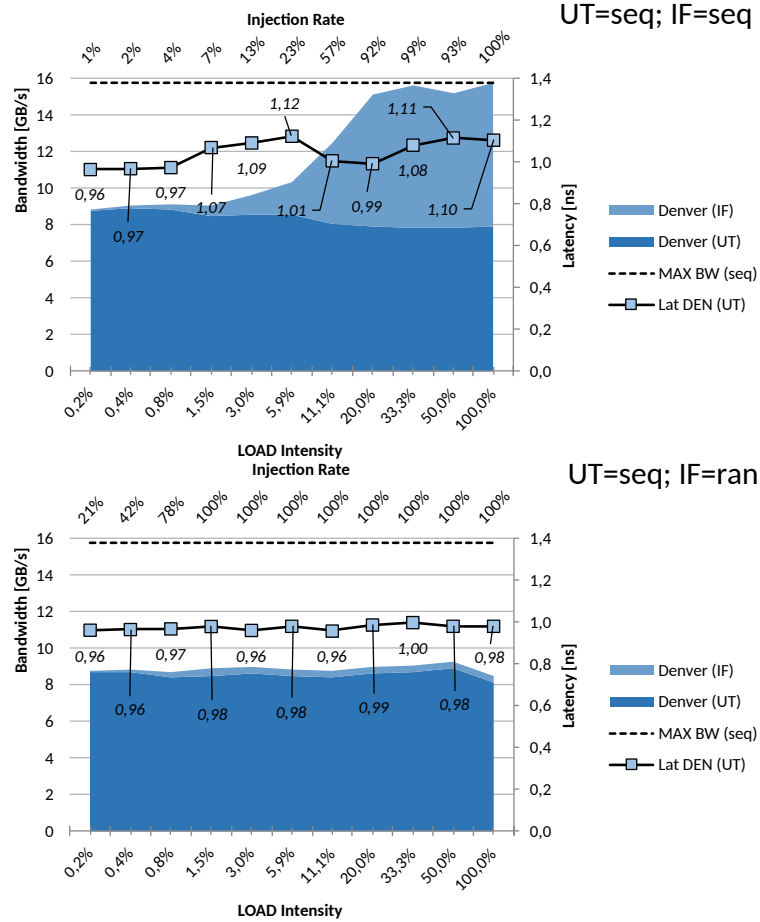 UT=seq; IF=seq
Injection Rate
1% 2% 4% 7% 13% 23% 57% 92% 99% 93% 100%
Bandwidth [GB/s]
16
14
12
10
8
6
4
2
0
1,4
1,2
1,0
0,8
0,6
0,4
0,2
0,0
Latency [ns]
0,96
0,97
0,97
1,07
1,09
1,12
1,01
0,99
1,08
1,11
1,10
0,2% 0,4% 0,8% 1,5% 3,0% 5,9% 11,1% 20,0% 33,3% 50,0% 100,0%
LOAD Intensity
Denver (IF)
Denver (UT)
MAX BW (seq)
Lat DEN (UT)
UT=seq; IF=ran
Injection Rate
21% 42% 78% 100% 100% 100% 100% 100% 100% 100% 100%
Bandwidth [GB/s]
16
14
12
10
8
6
4
2
0
1,4
1,2
1,0
0,8
0,6
0,4
0,2
0,0
Latency [ns]
0,96
0,96
0,97
0,98
0,96
0,98
0,96
0,99
1,00
0,98
0,98
0,2% 0,4% 0,8% 1,5% 3,0% 5,9% 11,1% 20,0% 33,3% 50,0% 100,0%
LOAD Intensity
Denver (IF)
Denver (UT)
MAX BW (seq)
Lat DEN (UT)